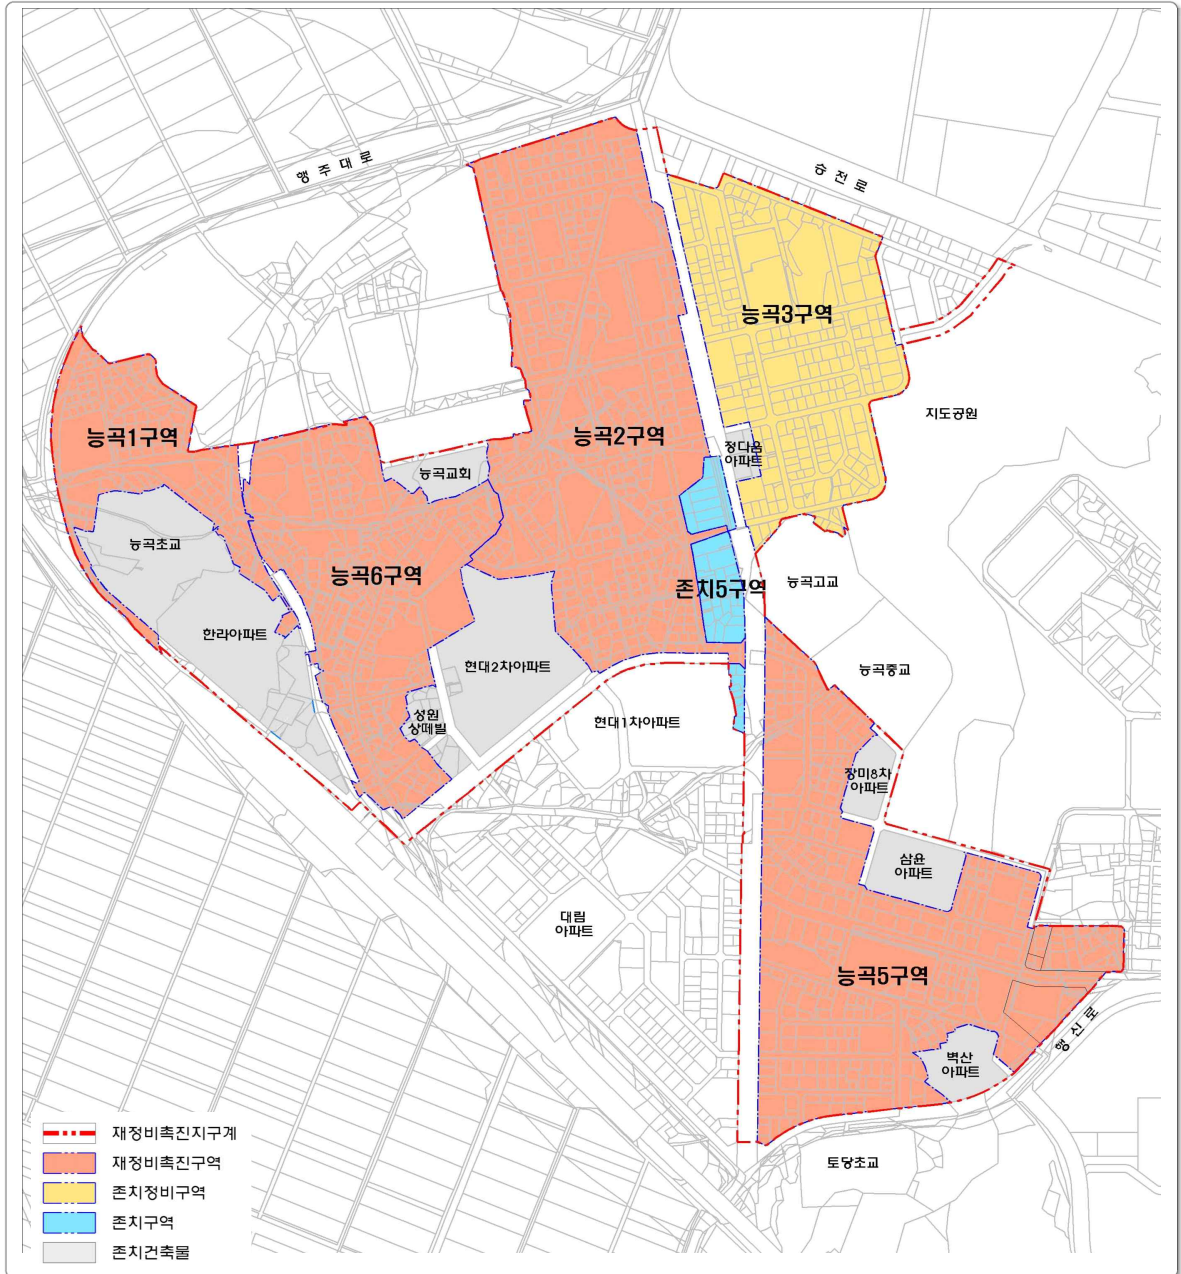 행주대로
승전로
능곡3구역
지도공원
능곡1구역
능곡2구역
정다운
아파트
능곡교회
능곡초교
능곡6구역
존치5구역
능곡고교
한라아파트
현대2차아파트
능곡중교
성원
상떼빌
현대1차아파트
장미8차
아파트
삼윤
아파트
대림
아파트
능곡5구역
행신로
벽산
아파트
토당초교
재정비촉진지구계
재정비촉진구역
존치정비구역
존치구역
존치건축물